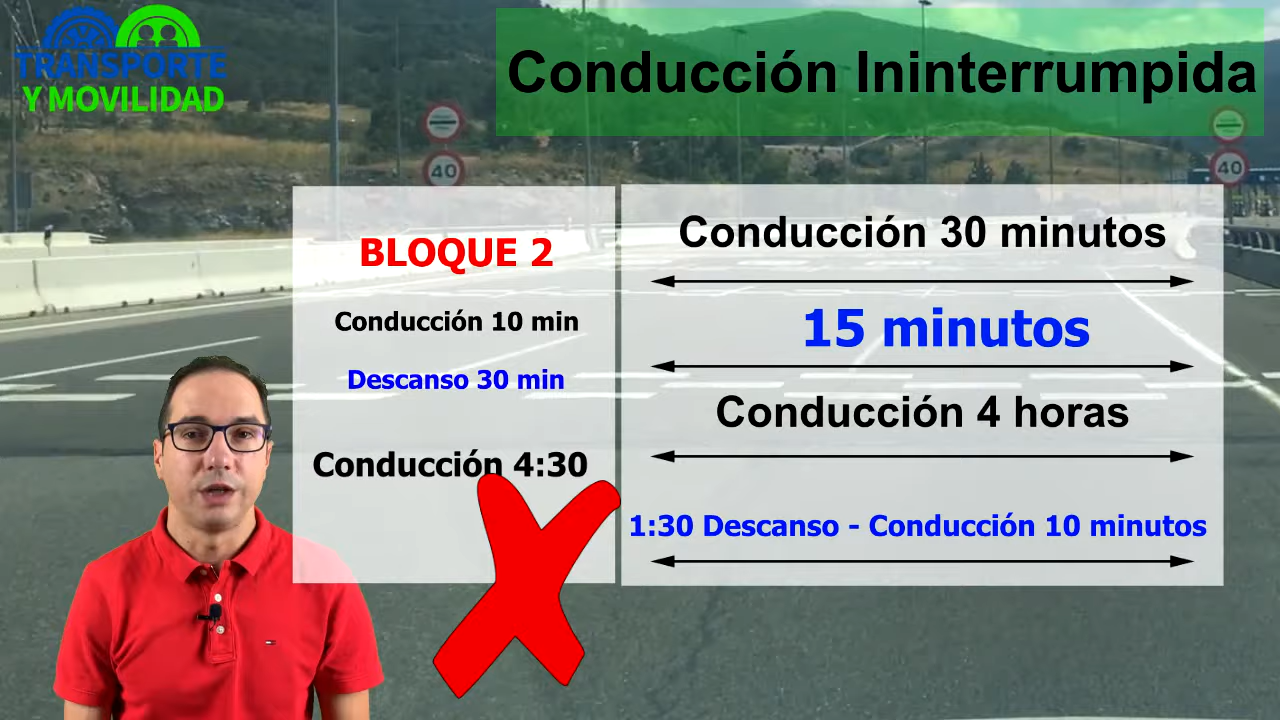 TRANSPORTE
Y MOVILIDAD
Conducción Ininterrumpida
40
40
BLOQUE 2
Conducción 10 min
Descanso 30 min
Conducción 4:30
Conducción 30 minutos
15 minutos
Conducción 4 horas
1:30 Descanso - Conducción 10 minutos